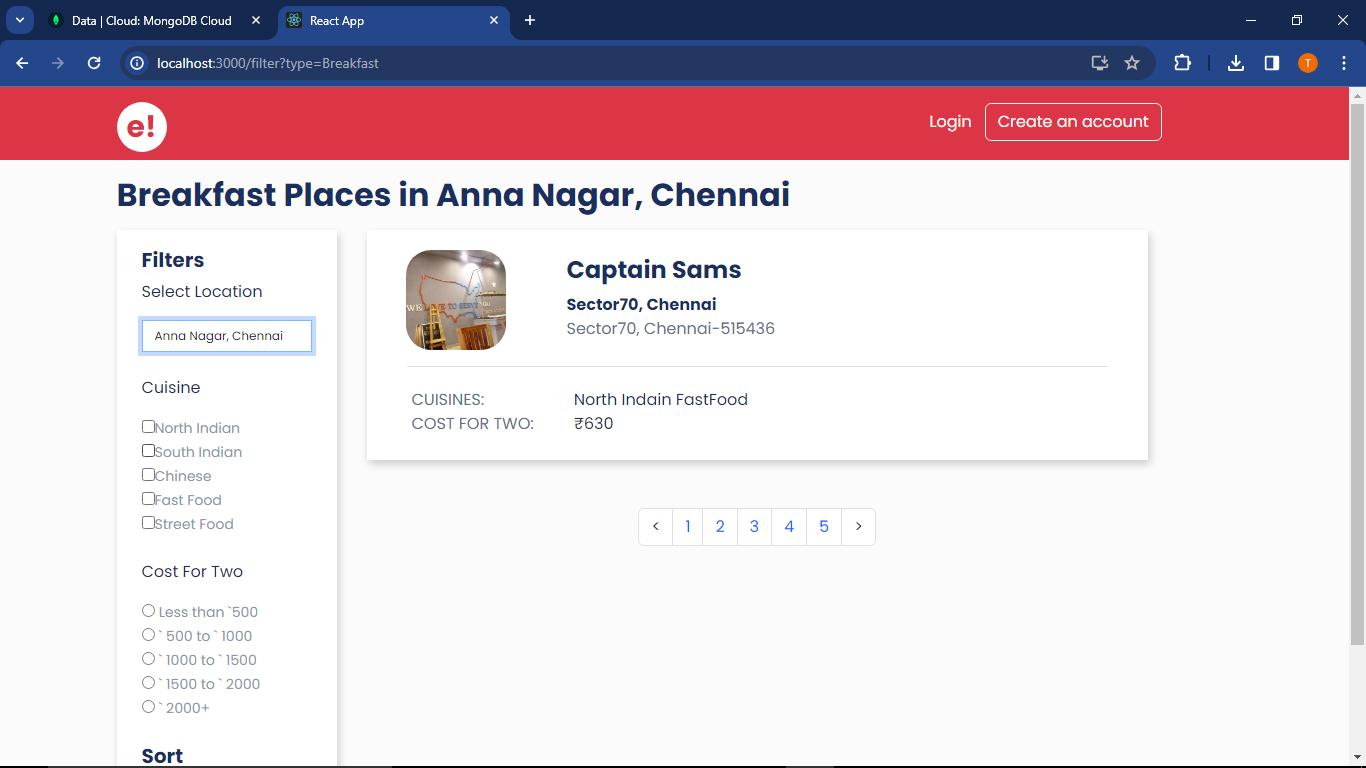 Data | Cloud: MongoDB Cloud
React App
localhost:3000/filter?type=Breakfast
T
e!
Login
Create an account
Breakfast Places in Anna Nagar, Chennai
Filters
Select Location
Anna Nagar, Chennai
Cuisine
North Indian
South Indian
Chinese
Fast Food
Street Food
Cost For Two
Less than `500
` 500 to ` 1000
` 1000 to ` 1500
` 1500 to ` 2000
` 2000+
Sort
Captain Sams
Sector70, Chennai
Sector70, Chennai-515436
CUISINES: North Indain FastFood
COST FOR TWO: ₹630
< 1 2 3 4 5 >